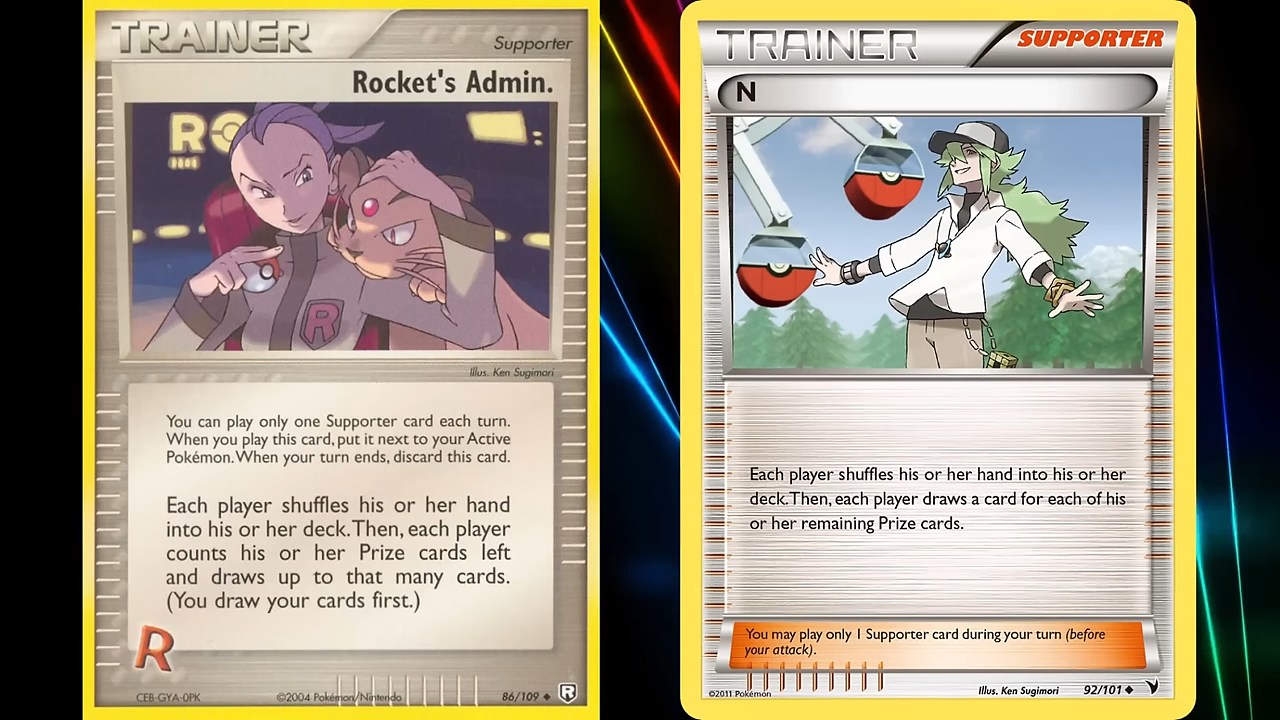 TRAINER
Supporter
Rocket's Admin.
R
R
Illus. Ken Sugimori
You can play only one Supporter card each turn.
When you play this card, put it next to your Active
Pokémon. When your turn ends, discard this card.
Each player shuffles his or her hand
into his or her deck. Then, each player
counts his or her Prize cards left
and draws up to that many cards.
(You draw your cards first.)
R
CEB-GYA-0PK
©2004 Pokémon/Nintendo
86/109
R
TRAINER
SUPPORTER
N
Each player shuffles his or her hand into his or her
deck. Then, each player draws a card for each of his
or her remaining Prize cards.
You may play only 1 Supporter card during your turn (before
your attack).
©2011 Pokémon
Illus. Ken Sugimori
92/101